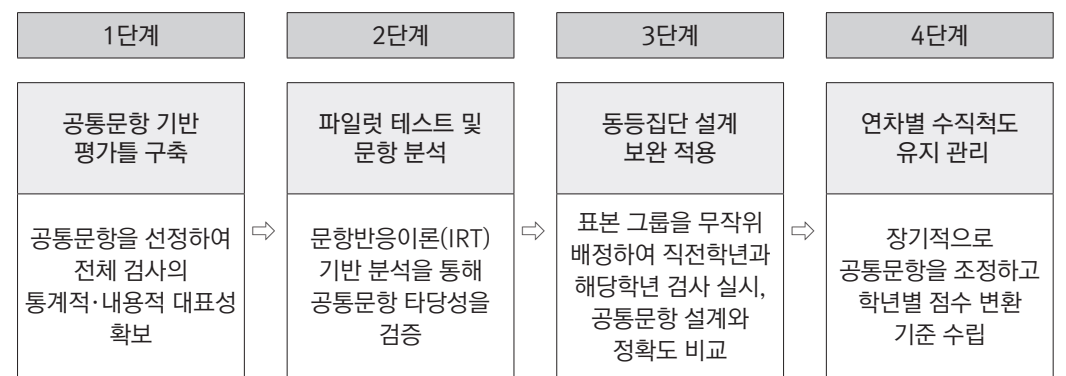 1단계
공통문항 기반
평가틀 구축
공통문항을 선정하여
전체 검사의
통계적·내용적 대표성
확보
⇨
2단계
파일럿 테스트 및
문항 분석
문항반응이론(IRT)
기반 분석을 통해
공통문항 타당성을
검증
⇨
3단계
동등집단 설계
보완 적용
표본 그룹을 무작위
배정하여 직전학년과
해당학년 검사 실시,
공통문항 설계와
정확도 비교
⇨
4단계
연차별 수직척도
유지 관리
장기적으로
공통문항을 조정하고
학년별 점수 변환
기준 수립